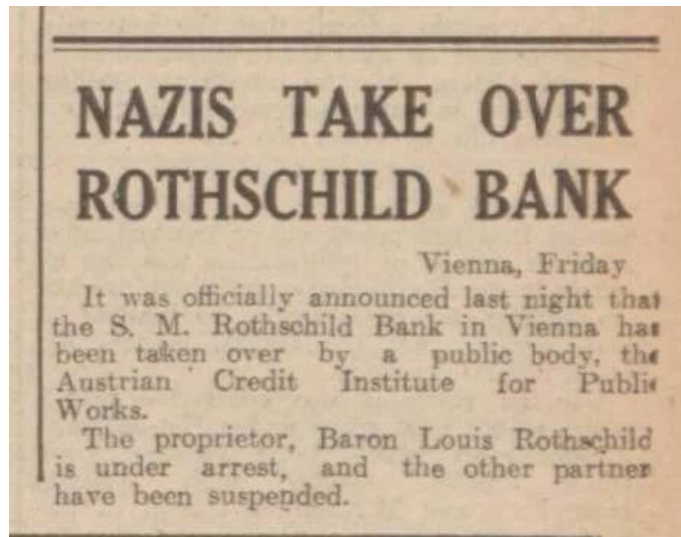 NAZIS TAKE OVER
ROTHSCHILD BANK
Vienna, Friday
It was officially announced last night that
the S. M. Rothschild Bank in Vienna has
been taken over by a public body, the
Austrian Credit Institute for Public
Works.
The proprietor, Baron Louis Rothschild
is under arrest, and the other partner
have been suspended.